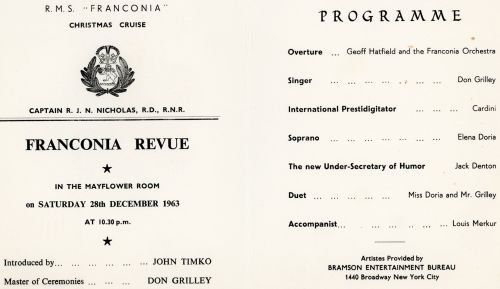 R.M.S. "FRANCONIA"
CHRISTMAS CRUISE
CAPTAIN R. J. N. NICHOLAS, R.D., R.N.R.
FRANCONIA REVUE
IN THE MAYFLOWER ROOM
on SATURDAY 28th DECEMBER 1963
AT 10.30 p.m.
Introduced by... ... ... ... ... ... JOHN TIMKO
Master of Ceremonies ... ... ... DON GRILLEY
PROGRAMME
Overture ... Geoff Hatfield and the Franconia Orchestra
Singer ... ... ... ... ... ... ... ... Don Grilley
International Prestidigitator ... ... ... Cardini
Soprano ... ... ... ... ... ... ... Elena Doria
The new Under-Secretary of Humor Jack Denton
Duet ... ... ... ... ... Miss Doria and Mr. Grilley
Accompanist... ... ... ... ... ... Louis Merkur
Artistes Provided by
BRAMSON ENTERTAINMENT BUREAU
1440 Broadway New York City